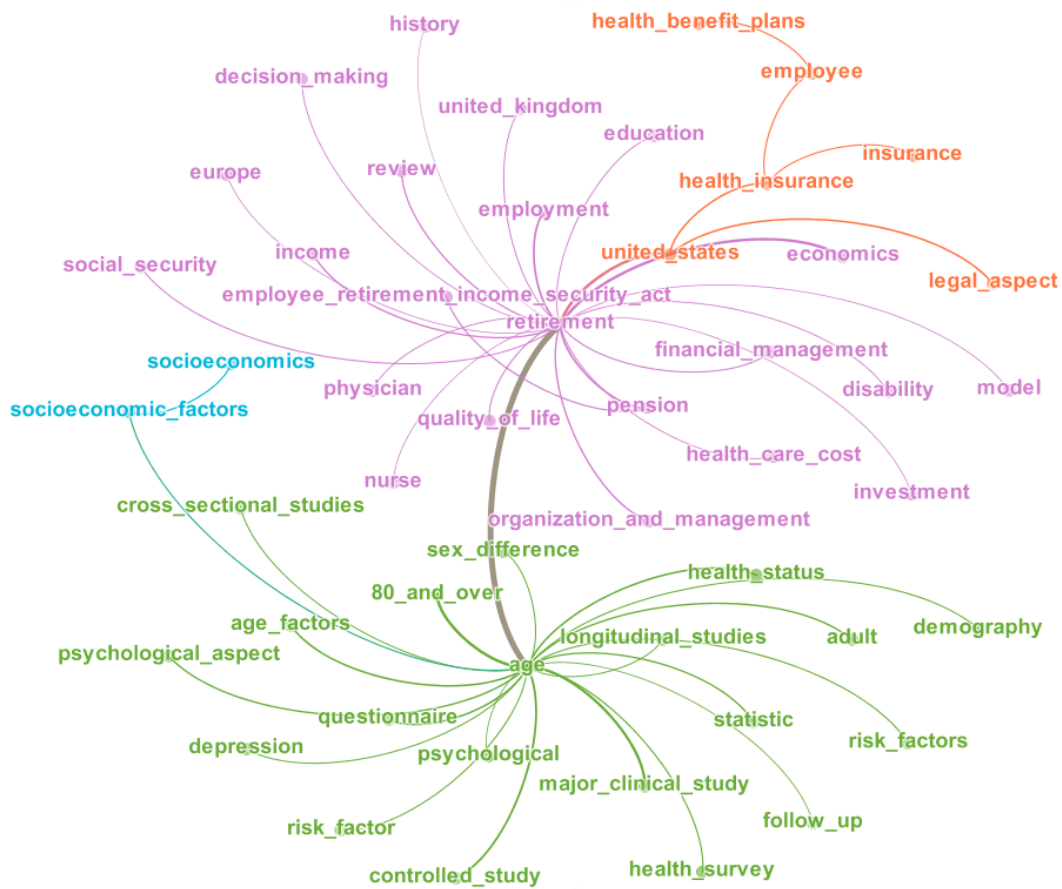 history
health_benefit_plans
decision_making
employee
united_kingdom
education
europe
review
insurance
health_insurance
employment
social_security
income
united_states
economics
legal_aspect
employee_retirement_income_security_act
retirement
socioeconomics
financial_management
physician
disability
model
socioeconomic_factors
quality_of_life
pension
nurse
health_care_cost
investment
cross_sectional_studies
organization_and_management
sex_difference
80_and_over
health_status
age_factors
longitudinal_studies
adult
demography
psychological_aspect
age
questionnaire
statistic
depression
psychological
risk_factors
major_clinical_study
risk_factor
follow_up
controlled_study
health_survey